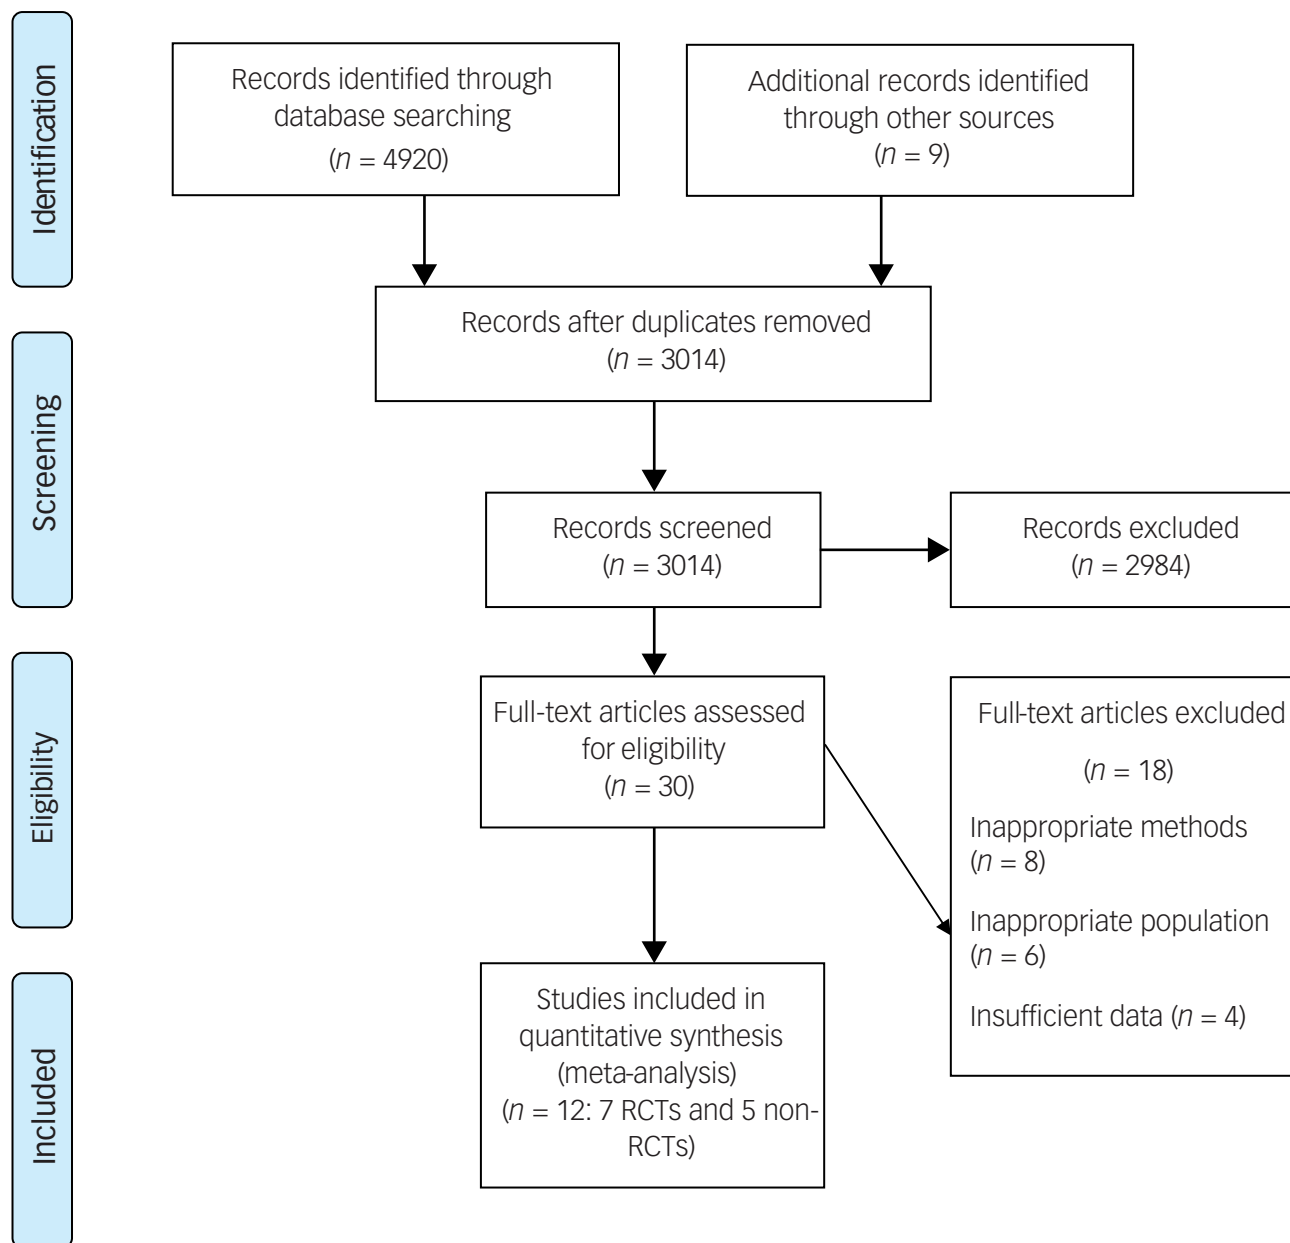 Identification
Records identified through
database searching
(n = 4920)
Additional records identified
through other sources
(n = 9)
Records after duplicates removed
(n = 3014)
Screening
Records screened
(n = 3014)
Records excluded
(n = 2984)
Eligibility
Full-text articles assessed
for eligibility
(n = 30)
Full-text articles excluded
(n = 18)
Inappropriate methods
(n = 8)
Inappropriate population
(n = 6)
Insufficient data (n = 4)
Included
Studies included in
quantitative synthesis
(meta-analysis)
(n = 12: 7 RCTs and 5 non-
RCTs)